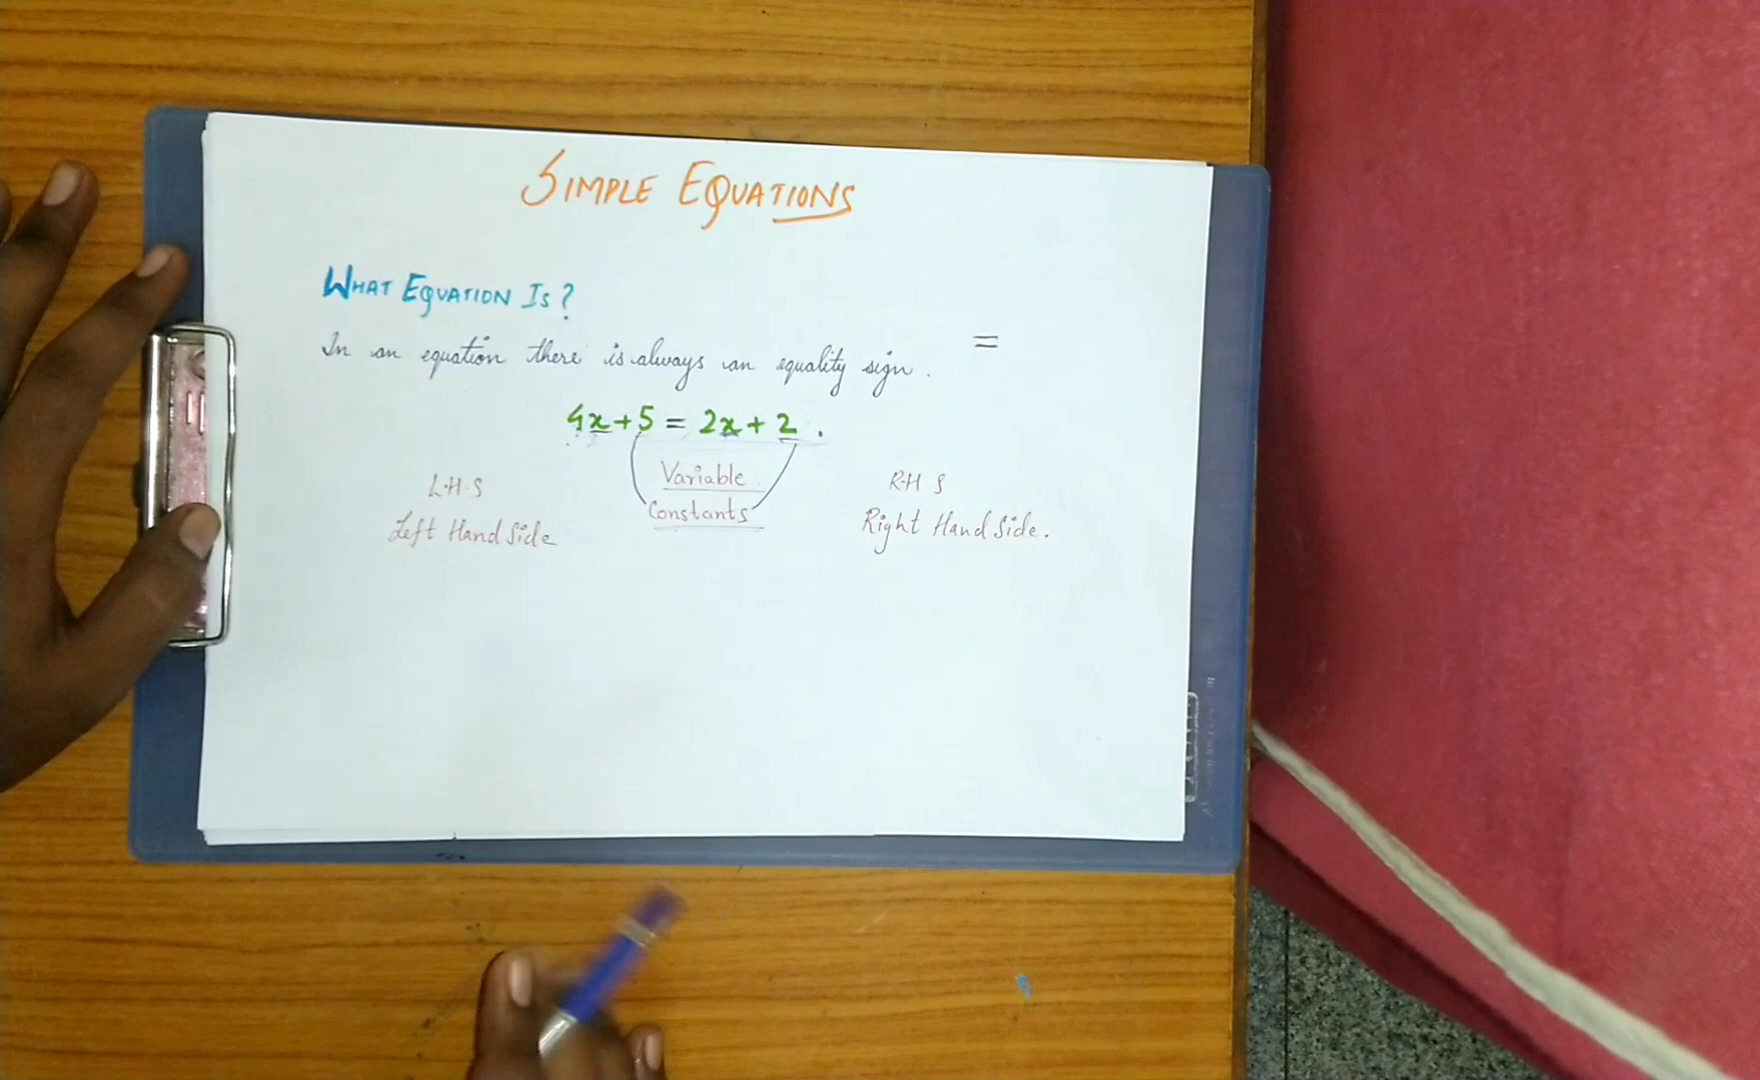 SIMPLE EQUATIONS
WHAT EQUATION IS?
In an equation there is always an equality sign. =
4x+5 = 2x+2.
L.H.S Variable R.H S
Left Hand Side Constants Right Hand Side.